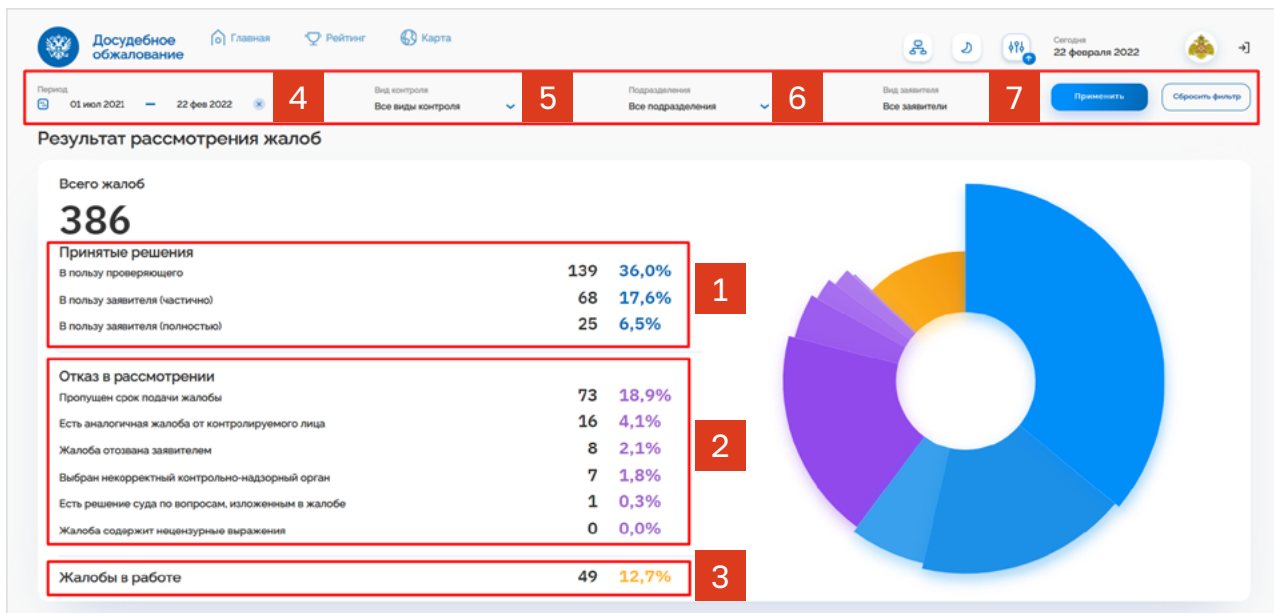 Досудебное
обжалование
Главная
Рейтинг
Карта
Сегодня
22 февраля 2022
Период
01 июл 2021 — 22 фев 2022
4
Вид контроля
Все виды контроля
5
Подразделения
Все подразделения
6
Вид заявителя
Все заявители
7
Применить
Сбросить фильтр
Результат рассмотрения жалоб
Всего жалоб
386
Принятые решения
В пользу проверяющего 139 36,0%
В пользу заявителя (частично) 68 17,6%
В пользу заявителя (полностью) 25 6,5%
1
Отказ в рассмотрении
Пропущен срок подачи жалобы 73 18,9%
Есть аналогичная жалоба от контролируемого лица 16 4,1%
Жалоба отозвана заявителем 8 2,1%
Выбран некорректный контрольно-надзорный орган 7 1,8%
Есть решение суда по вопросам, изложенным в жалобе 1 0,3%
Жалоба содержит нецензурные выражения 0 0,0%
2
Жалобы в работе 49 12,7%
3